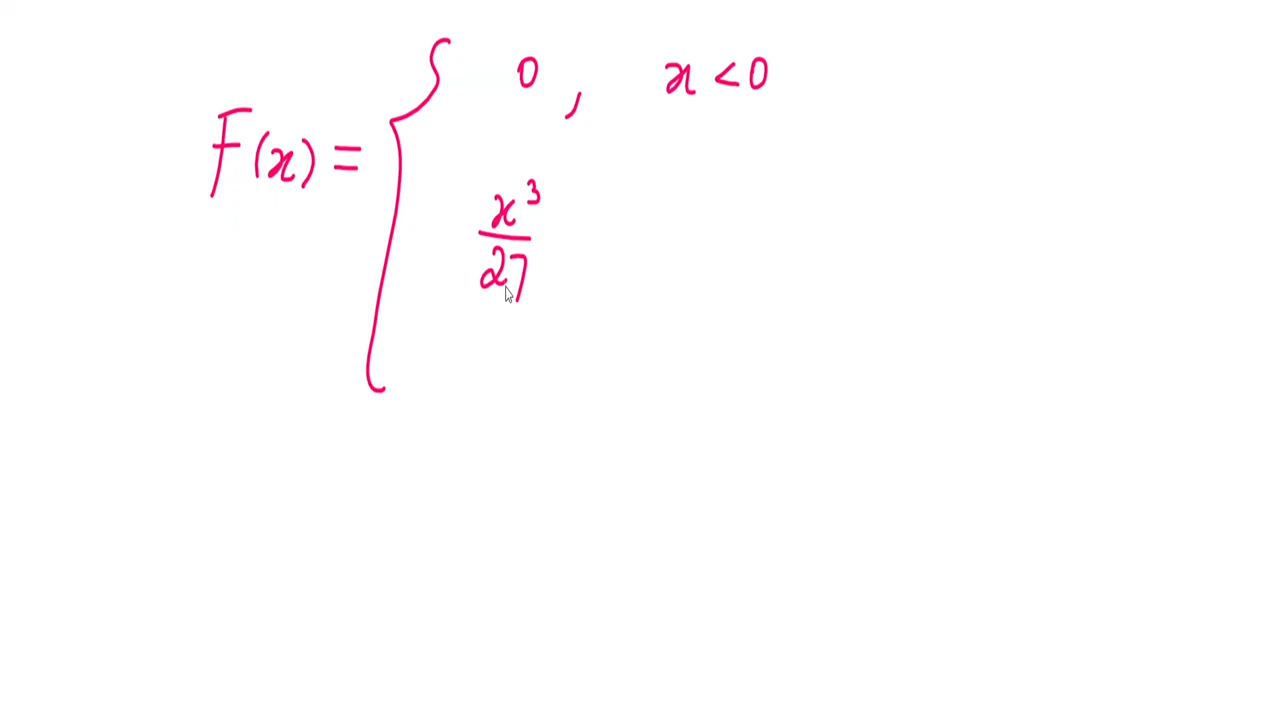 0 , x < 0
F(x) =
x³
27